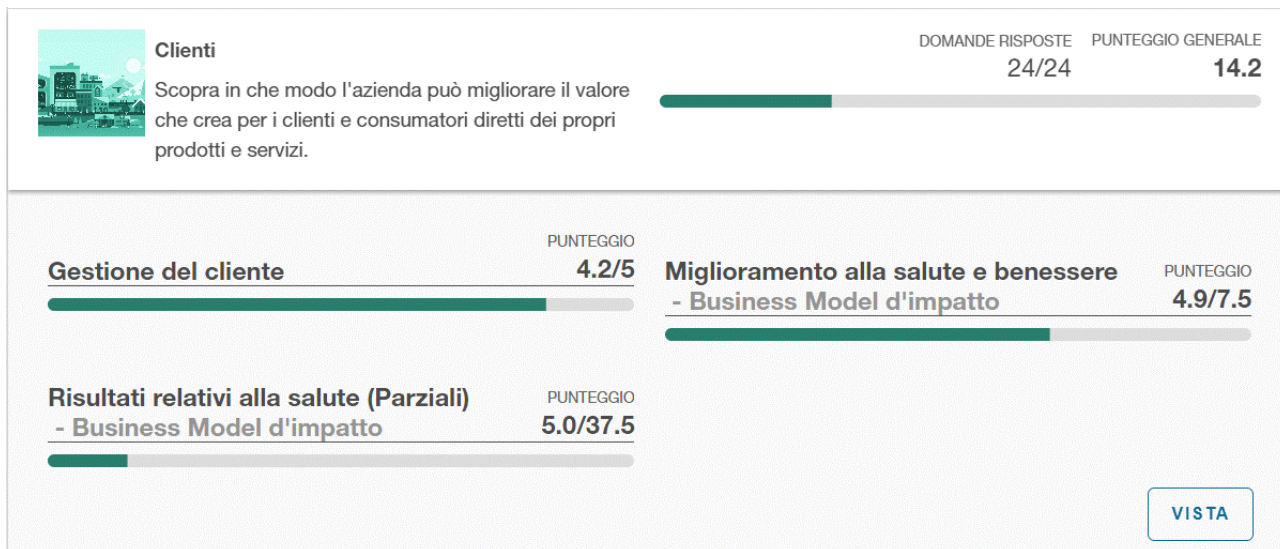 Clienti
Scopra in che modo l'azienda può migliorare il valore
che crea per i clienti e consumatori diretti dei propri
prodotti e servizi.
DOMANDE RISPOSTE
24/24
PUNTEGGIO GENERALE
14.2
Gestione del cliente
PUNTEGGIO
4.2/5
Miglioramento alla salute e benessere
- Business Model d'impatto
PUNTEGGIO
4.9/7.5
Risultati relativi alla salute (Parziali)
- Business Model d'impatto
PUNTEGGIO
5.0/37.5
VISTA